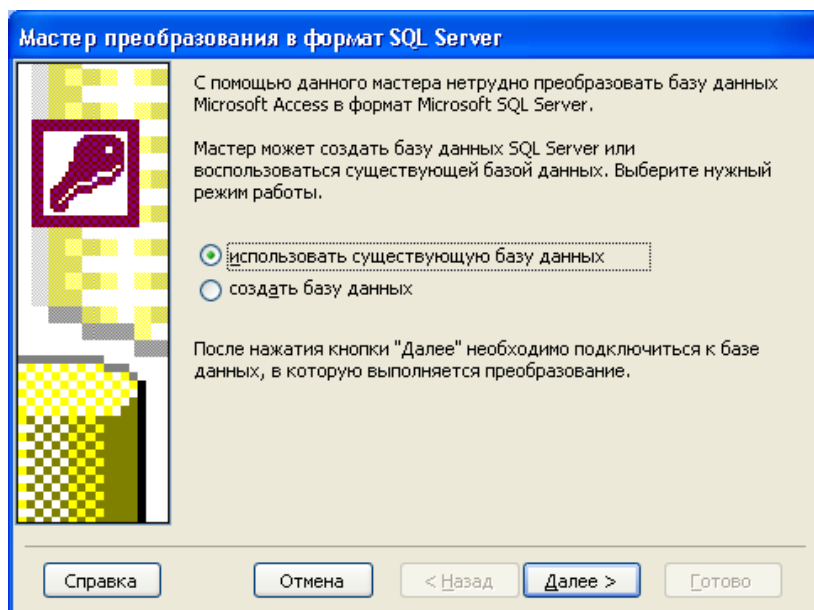 Мастер преобразования в формат SQL Server
С помощью данного мастера нетрудно преобразовать базу данных
Microsoft Access в формат Microsoft SQL Server.
Мастер может создать базу данных SQL Server или
воспользоваться существующей базой данных. Выберите нужный
режим работы.
использовать существующую базу данных
создать базу данных
После нажатия кнопки "Далее" необходимо подключиться к базе
данных, в которую выполняется преобразование.
Справка
Отмена
< Назад
Далее >
Готово